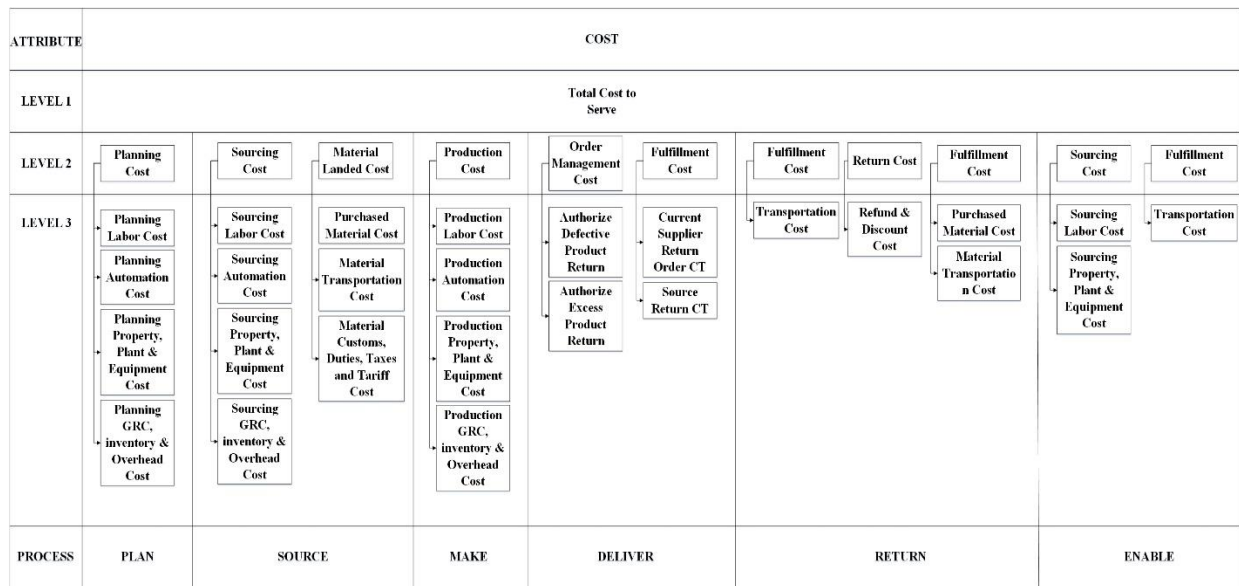 ATTRIBUTE
COST
LEVEL 1
Total Cost to
Serve
LEVEL 2
Planning
Cost
Sourcing
Cost
Material
Landed Cost
Production
Cost
Order
Management
Cost
Fulfillment
Cost
Fulfillment
Cost
Return Cost
Fulfillment
Cost
Sourcing
Cost
Fulfillment
Cost
LEVEL 3
Planning
Labor Cost
Planning
Automation
Cost
Planning
Property,
Plant &
Equipment
Cost
Planning
GRC,
inventory &
Overhead
Cost
Sourcing
Labor Cost
Sourcing
Automation
Cost
Sourcing
Property,
Plant &
Equipment
Cost
Sourcing
GRC,
inventory &
Overhead
Cost
Purchased
Material Cost
Material
Transportation
Cost
Material
Customs,
Duties, Taxes
and Tariff
Cost
Production
Labor Cost
Production
Automation
Cost
Production
Property,
Plant &
Equipment
Cost
Production
GRC,
inventory &
Overhead
Cost
Authorize
Defective
Product
Return
Authorize
Excess
Product
Return
Current
Supplier
Return
Order CT
Source
Return CT
Transportation
Cost
Refund &
Discount
Cost
Purchased
Material Cost
Material
Transportatio
n Cost
Sourcing
Labor Cost
Sourcing
Property,
Plant &
Equipment
Cost
Transportation
Cost
PROCESS
PLAN
SOURCE
MAKE
DELIVER
RETURN
ENABLE